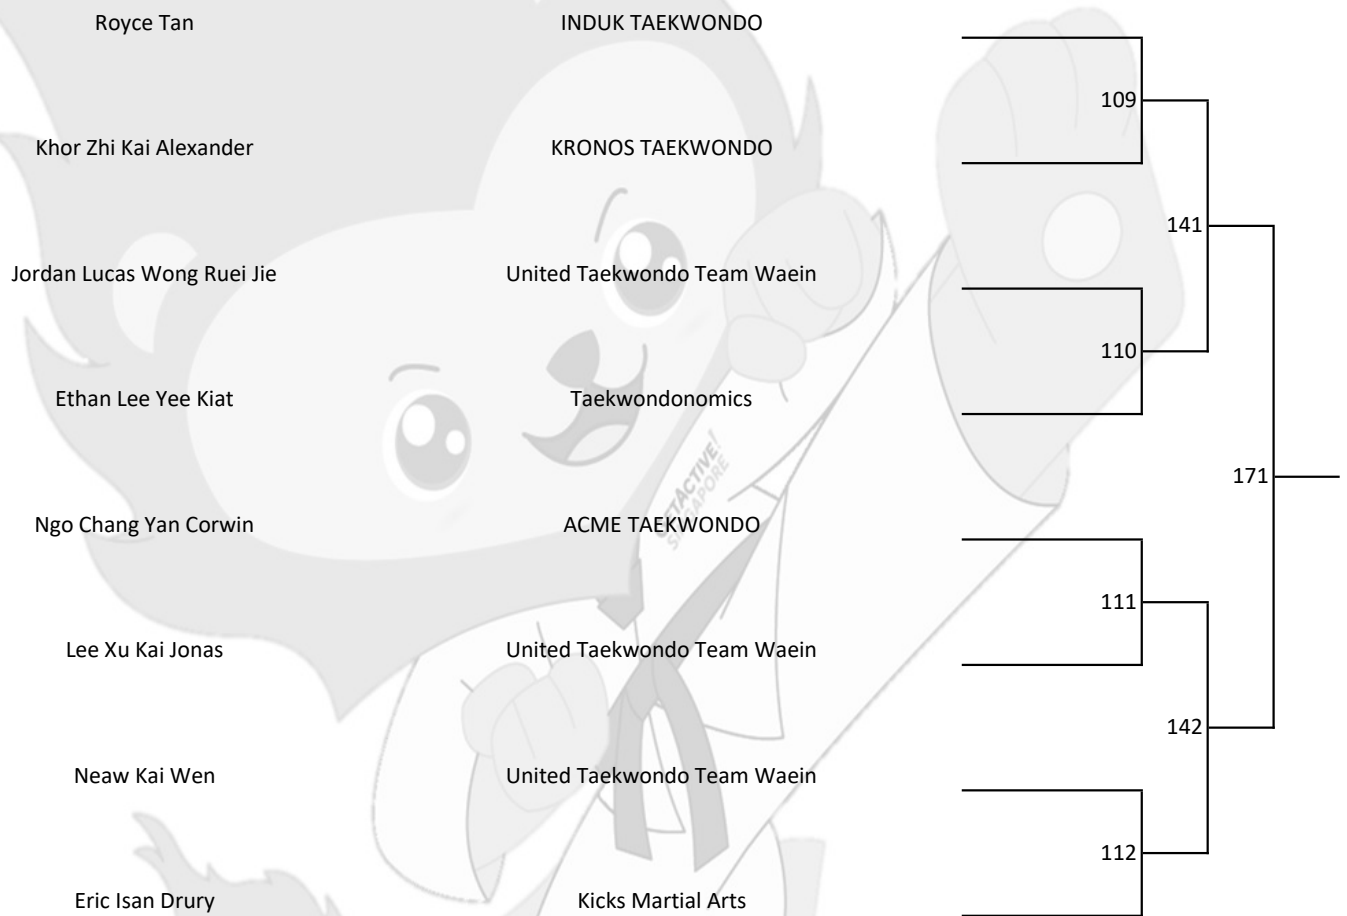 Royce Tan INDUK TAEKWONDO
109
Khor Zhi Kai Alexander KRONOS TAEKWONDO
141
Jordan Lucas Wong Ruei Jie United Taekwondo Team Waein
110
Ethan Lee Yee Kiat Taekwondonomics
171
Ngo Chang Yan Corwin ACME TAEKWONDO
111
Lee Xu Kai Jonas United Taekwondo Team Waein
142
Neaw Kai Wen United Taekwondo Team Waein
112
Eric Isan Drury Kicks Martial Arts
GETACTIVE!
SINGAPORE